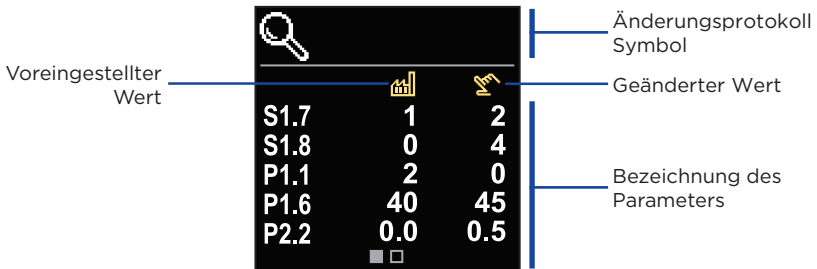 Änderungsprotokoll
Symbol
Voreingestellter
Wert
Geänderter Wert
S1.7 1 2
S1.8 0 4
P1.1 2 0
P1.6 40 45
P2.2 0.0 0.5
Bezeichnung des
Parameters